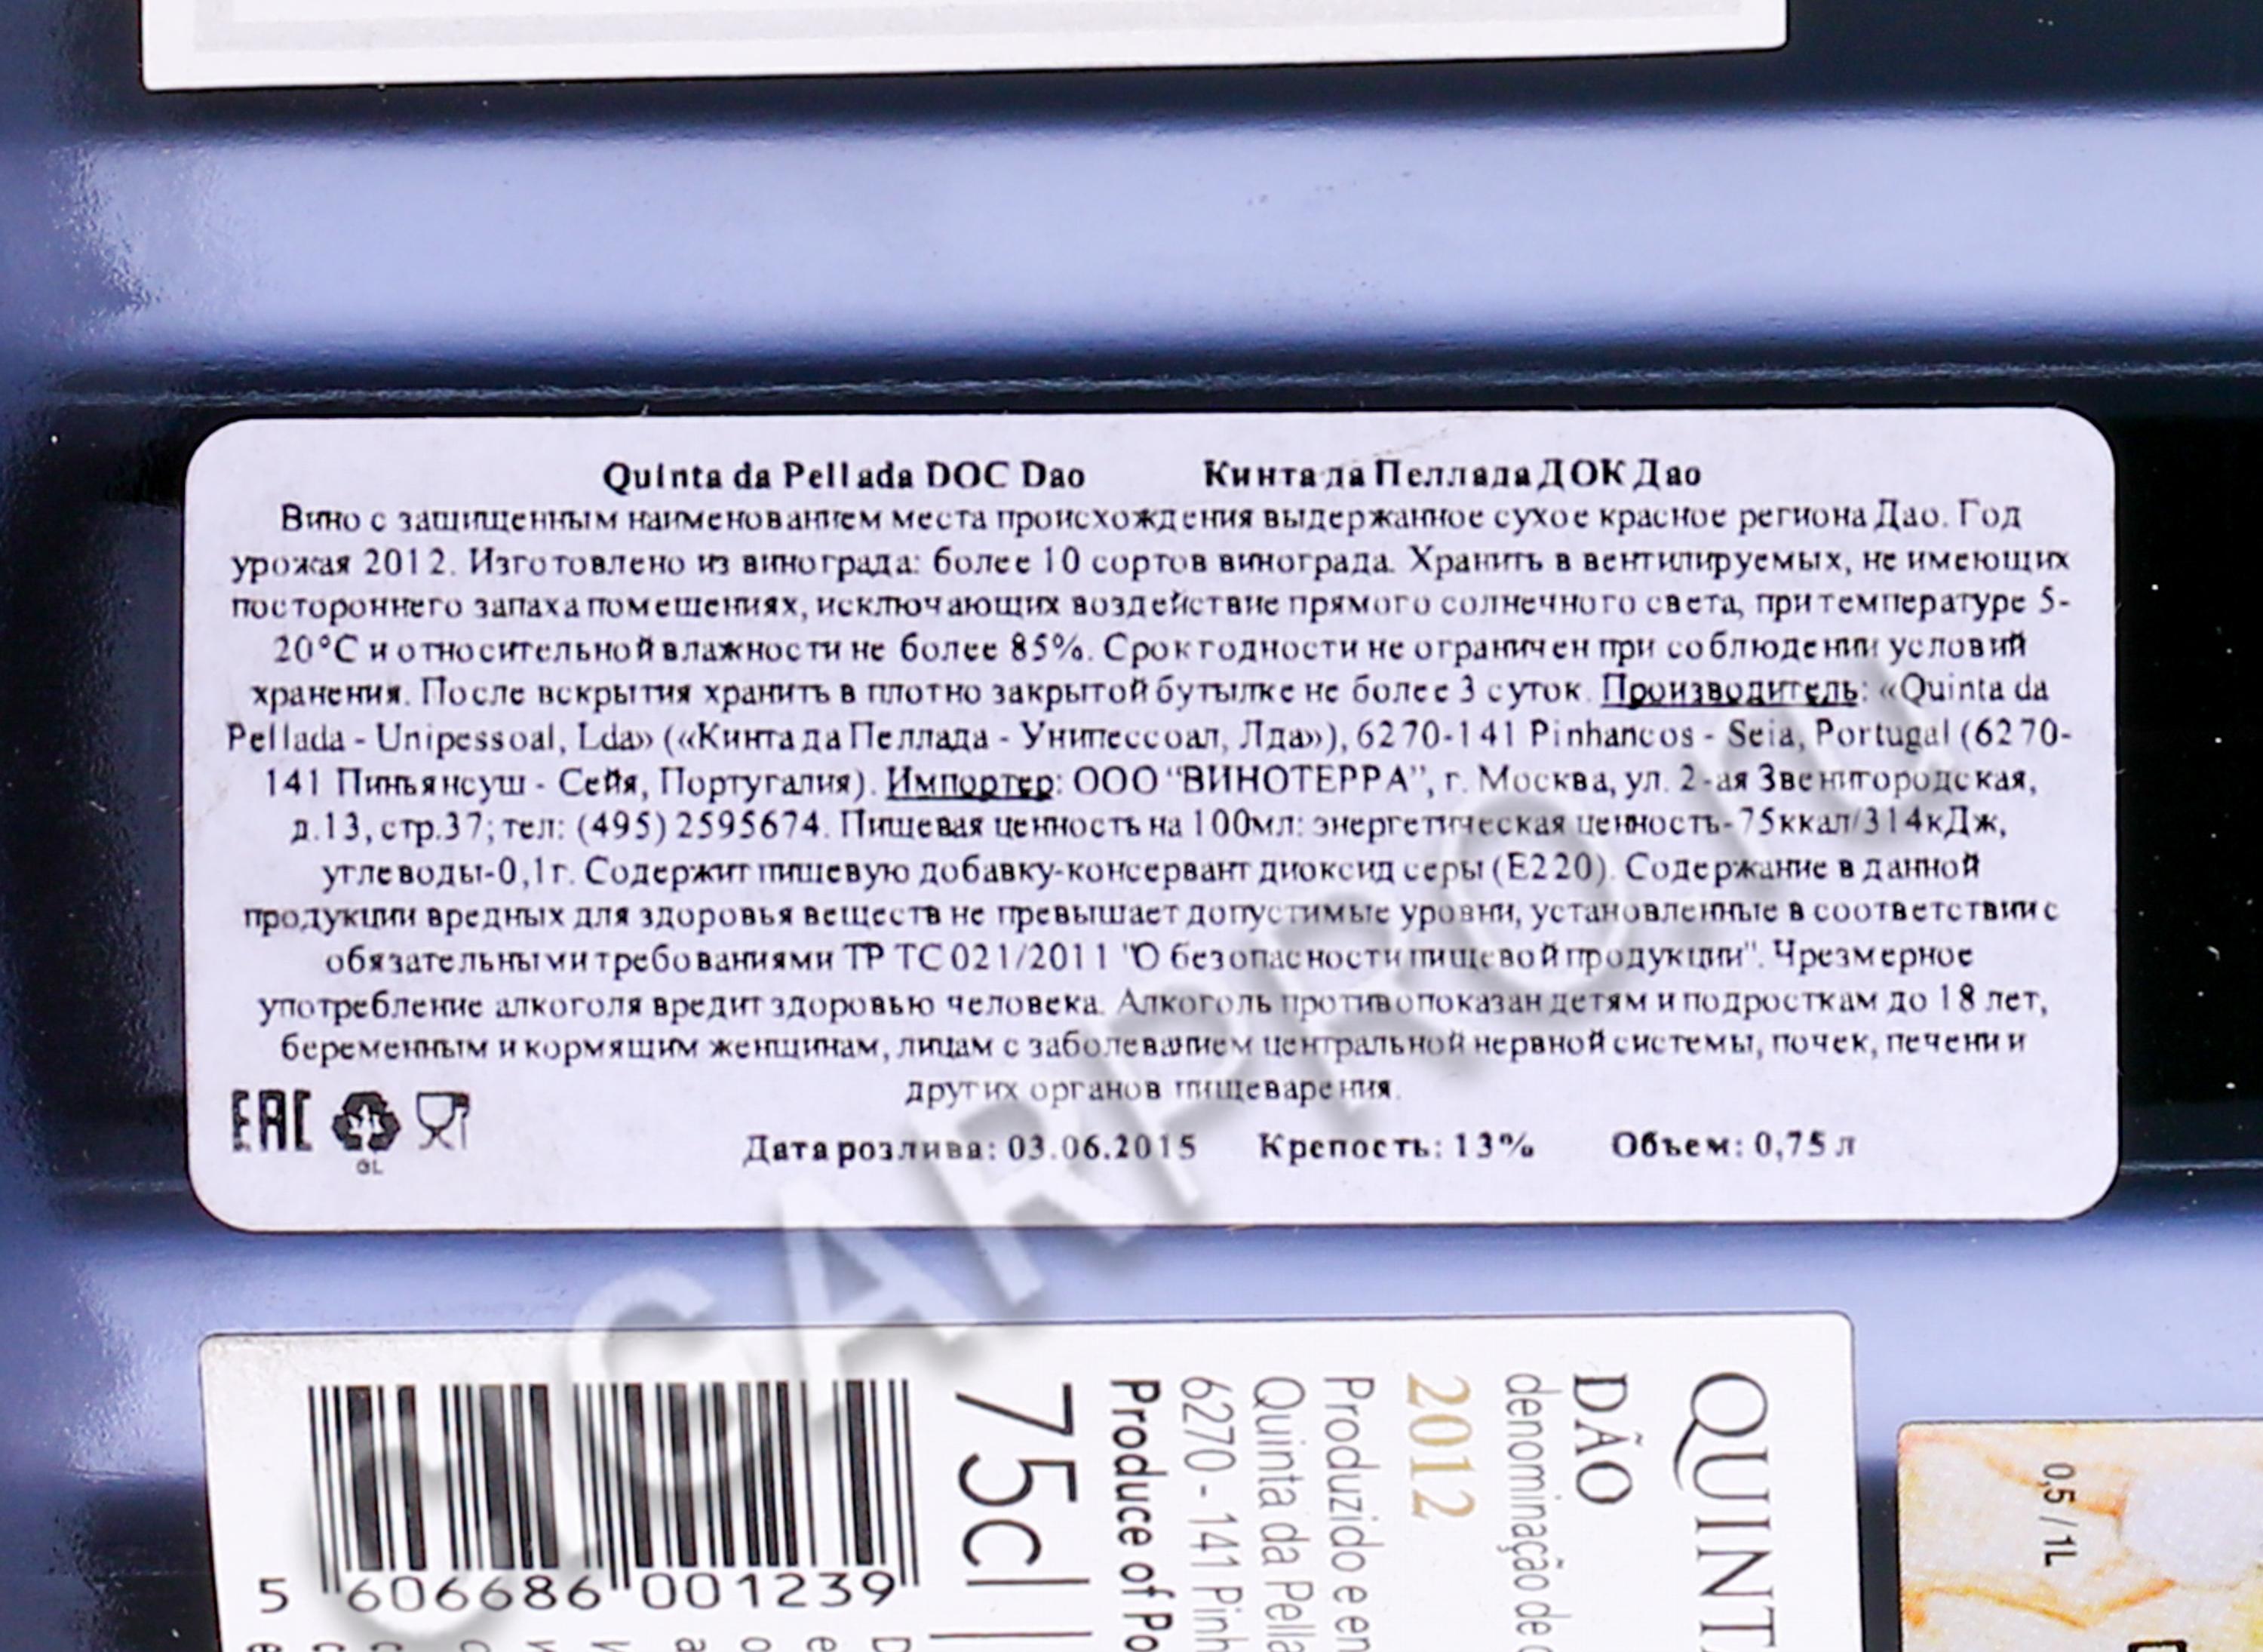 Quinta da Pellada DOC Dao Кинта да Пеллада ДОК Дао
Вино с защищенным наименованием места происхождения выдержанное сухое красное региона Дао. Год
урожая 2012. Изготовлено из винограда: более 10 сортов винограда. Хранить в вентилируемых, не имеющих
постороннего запаха помещениях, исключающих воздействие прямого солнечного света, при температуре 5-
20°С и относительной влажности не более 85%. Срок годности не ограничен при соблюдении условий
хранения. После вскрытия хранить в плотно закрытой бутылке не более 3 суток. Производитель: «Quinta da
Pellada - Unipessoal, Lda» («Кинта да Пеллада - Унипессоал, Лда»), 6270-141 Pinhancos - Seia, Portugal (6270-
141 Пиньянсуш - Сейя, Португалия). Импортер: ООО "ВИНОТЕРРА", г. Москва, ул. 2-ая Звенигородская,
д.13, стр.37; тел: (495) 2595674. Пищевая ценность на 100мл: энергетическая ценность-75ккал/314кДж,
углеводы-0,1г. Содержит пищевую добавку-консервант диоксид серы (Е220). Содержание в данной
продукции вредных для здоровья веществ не превышает допустимые уровни, установленные в соответствии с
обязательными требованиями ТР ТС 021/2011 "О безопасности пищевой продукции". Чрезмерное
употребление алкоголя вредит здоровью человека. Алкоголь противопоказан детям и подросткам до 18 лет,
беременным и кормящим женщинам, лицам с заболеванием центральной нервной системы, почек, печени и
других органов пищеварения.
EAC
GL
Дата розлива: 03.06.2015 Крепость: 13% Объем: 0,75 л
CIGARPRO.ru
QUINT
DÃO
denominação de
2012
Produzido e en
Quinta da Pella
6270 - 141 Pinh
Produce of Po
75cl
5 606686 001239
0,5 / 1L